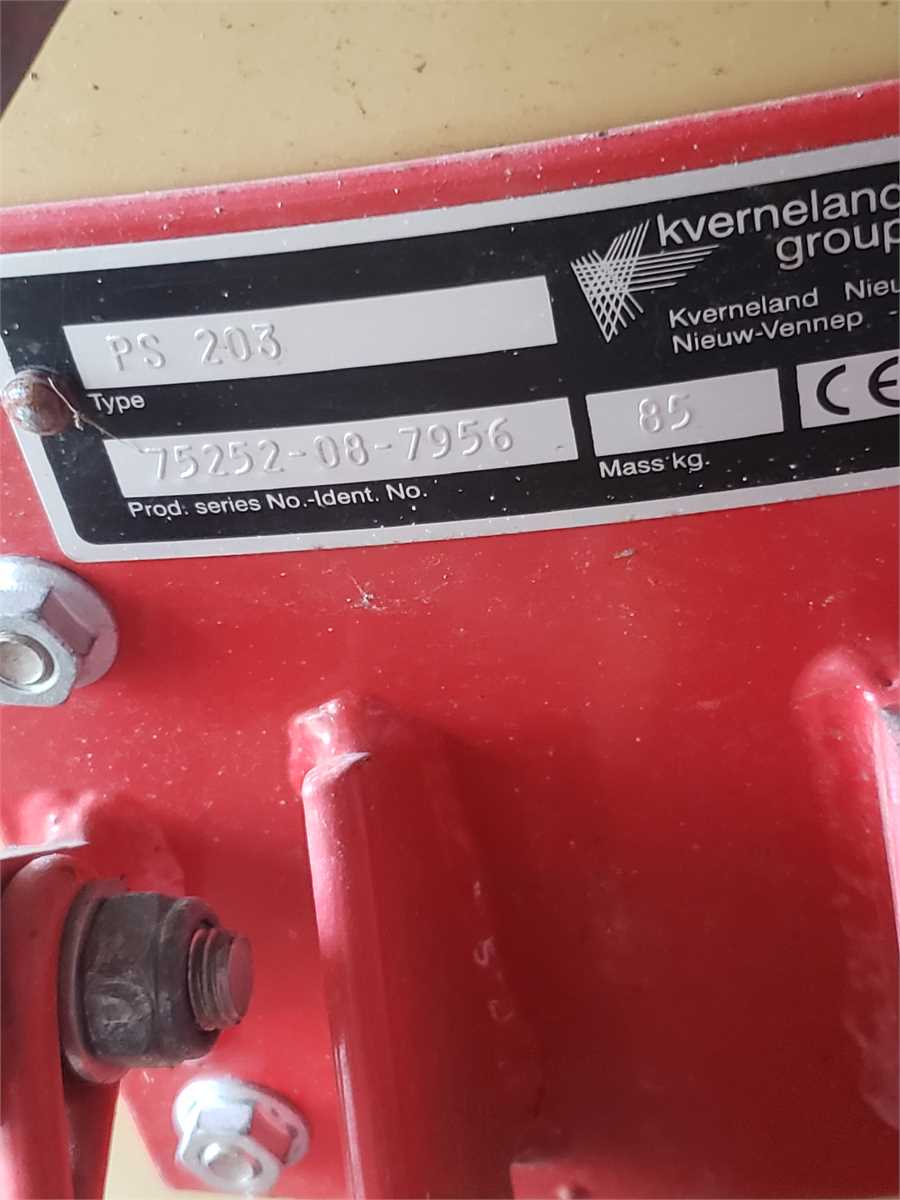 kverneland
group
Kverneland Nieu
Nieuw-Vennep -
PS 203
Type
75252-08-7956
Prod. series No.-Ident. No.
85
Mass kg.
CE